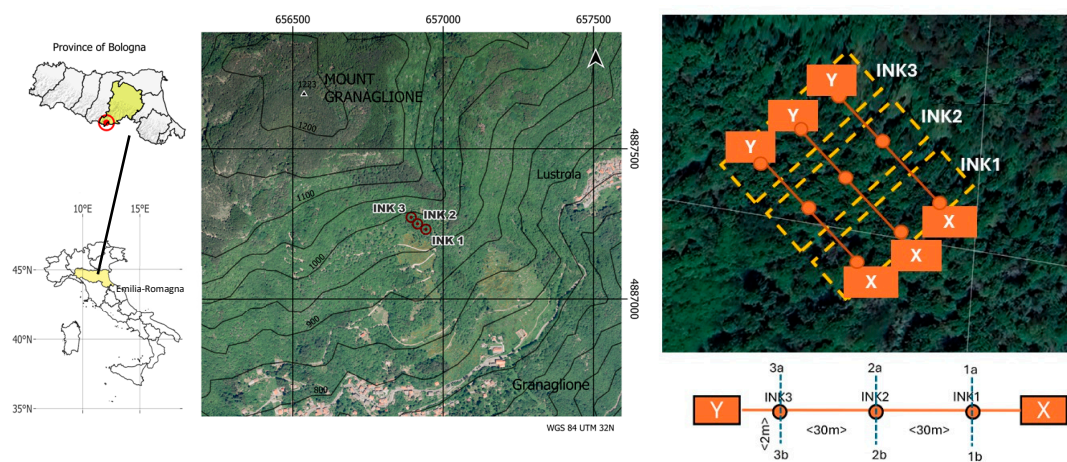 Province of Bologna
10°E
15°E
45°N
Emilia-Romagna
40°N
35°N
656500
657000
657500
1223
MOUNT
GRANAGLIONE
1200
4887500
Lustrola
1100
INK 3
INK 2
INK 1
1000
4887000
900
800
Granaglione
WGS 84 UTM 32N
Y
INK3
Y
INK2
Y
INK1
X
X
X
3a
2a
1a
Y
INK3
INK2
INK1
X
<2m>
<30m>
<30m>
3b
2b
1b